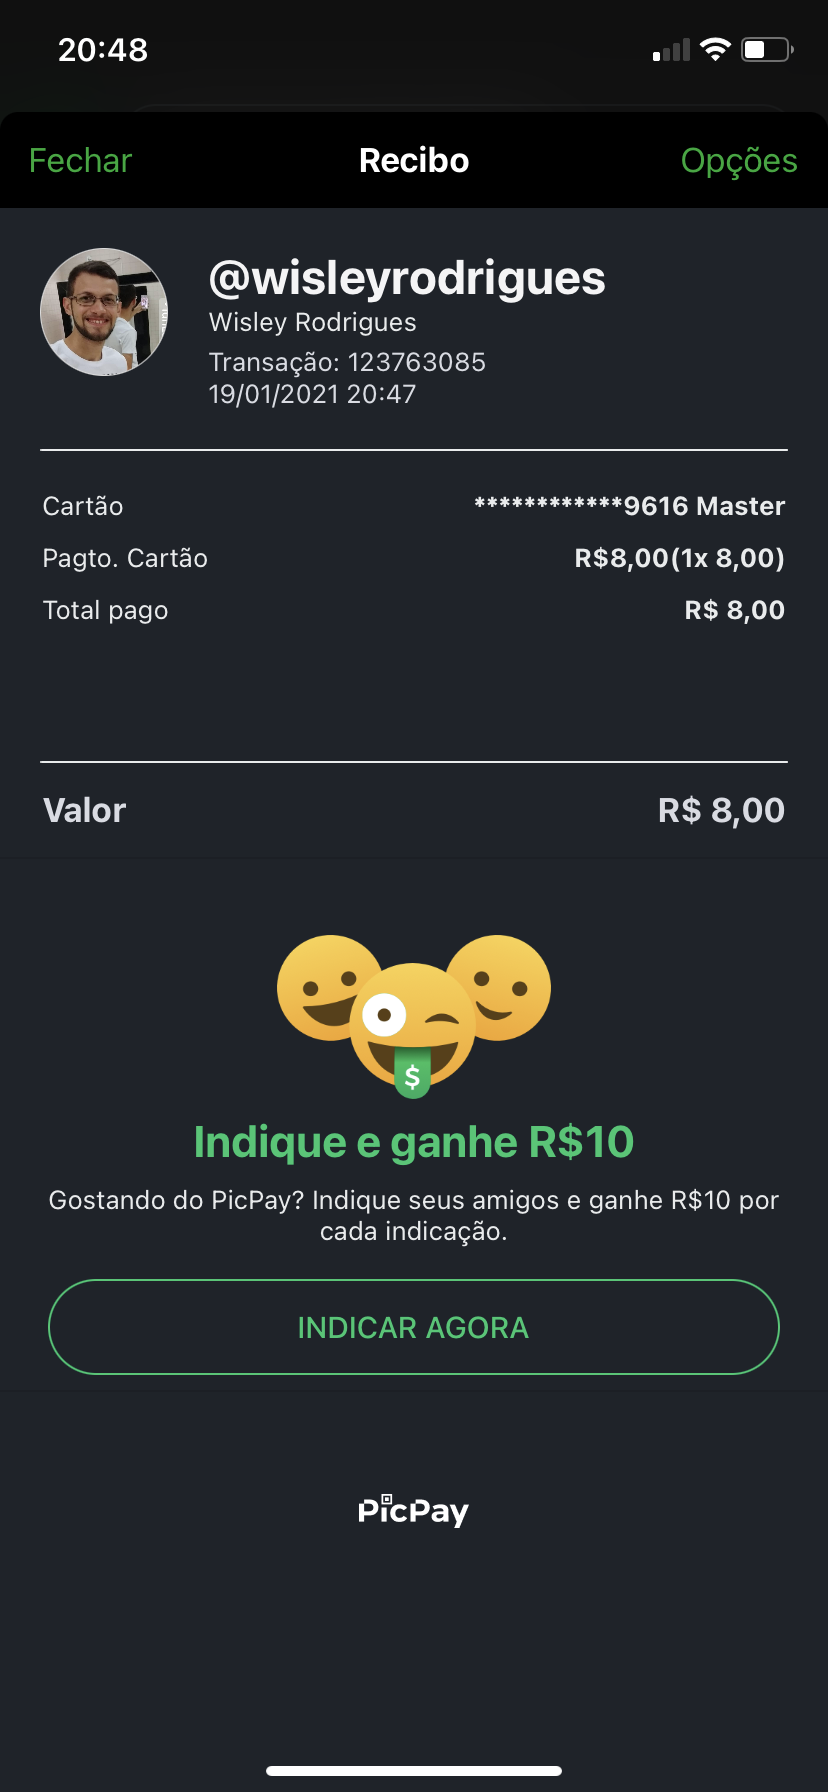 20:48
Fechar
Recibo
Opções
@wisleyrodrigues
Wisley Rodrigues
Transação: 123763085
19/01/2021 20:47
Cartão ************9616 Master
Pagto. Cartão R$8,00(1x 8,00)
Total pago R$ 8,00
Valor R$ 8,00
$
Indique e ganhe R$10
Gostando do PicPay? Indique seus amigos e ganhe R$10 por
cada indicação.
INDICAR AGORA
PicPay